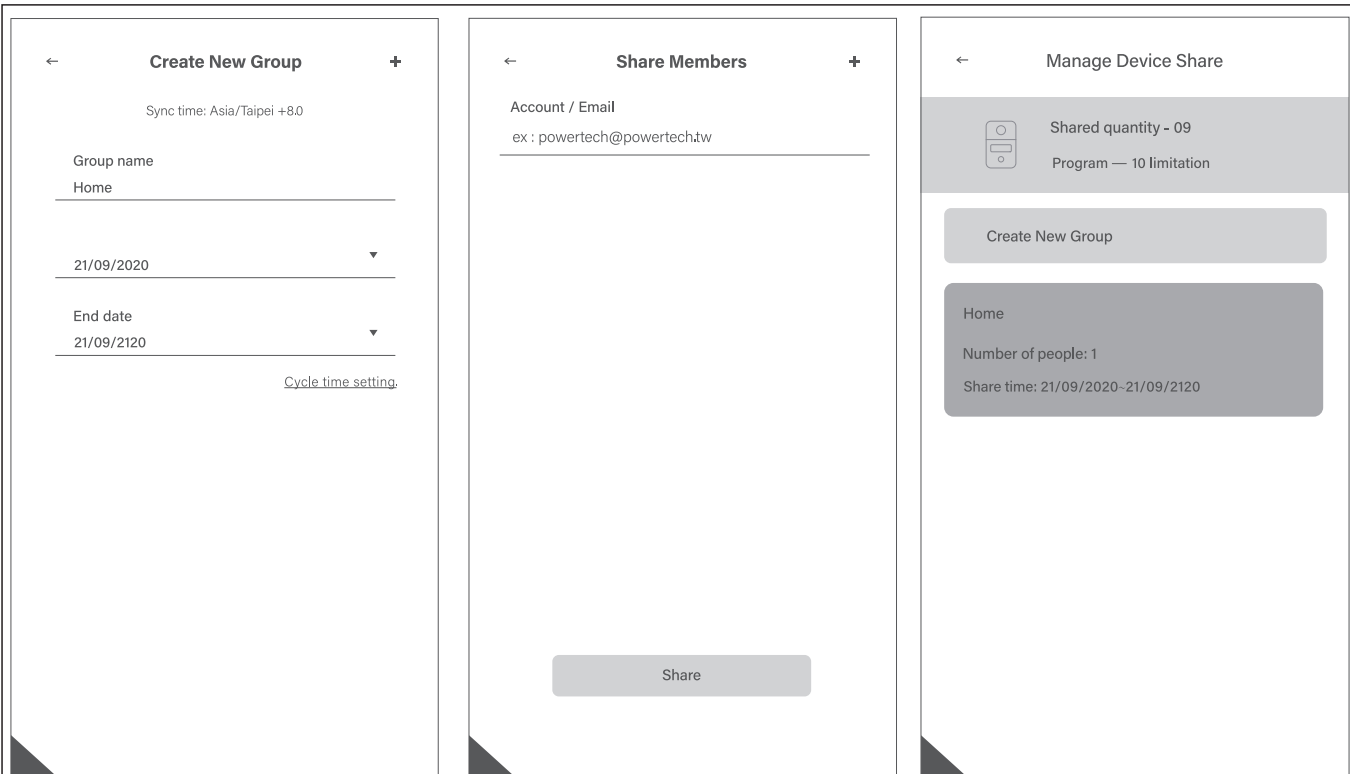 ← Create New Group +
Sync time: Asia/Taipei +8.0
Group name
Home
21/09/2020
End date
21/09/2120
Cycle time setting.
← Share Members +
Account / Email
ex : powertech@powertech.tw
Share
← Manage Device Share
Shared quantity - 09
Program — 10 limitation
Create New Group
Home
Number of people: 1
Share time: 21/09/2020~21/09/2120